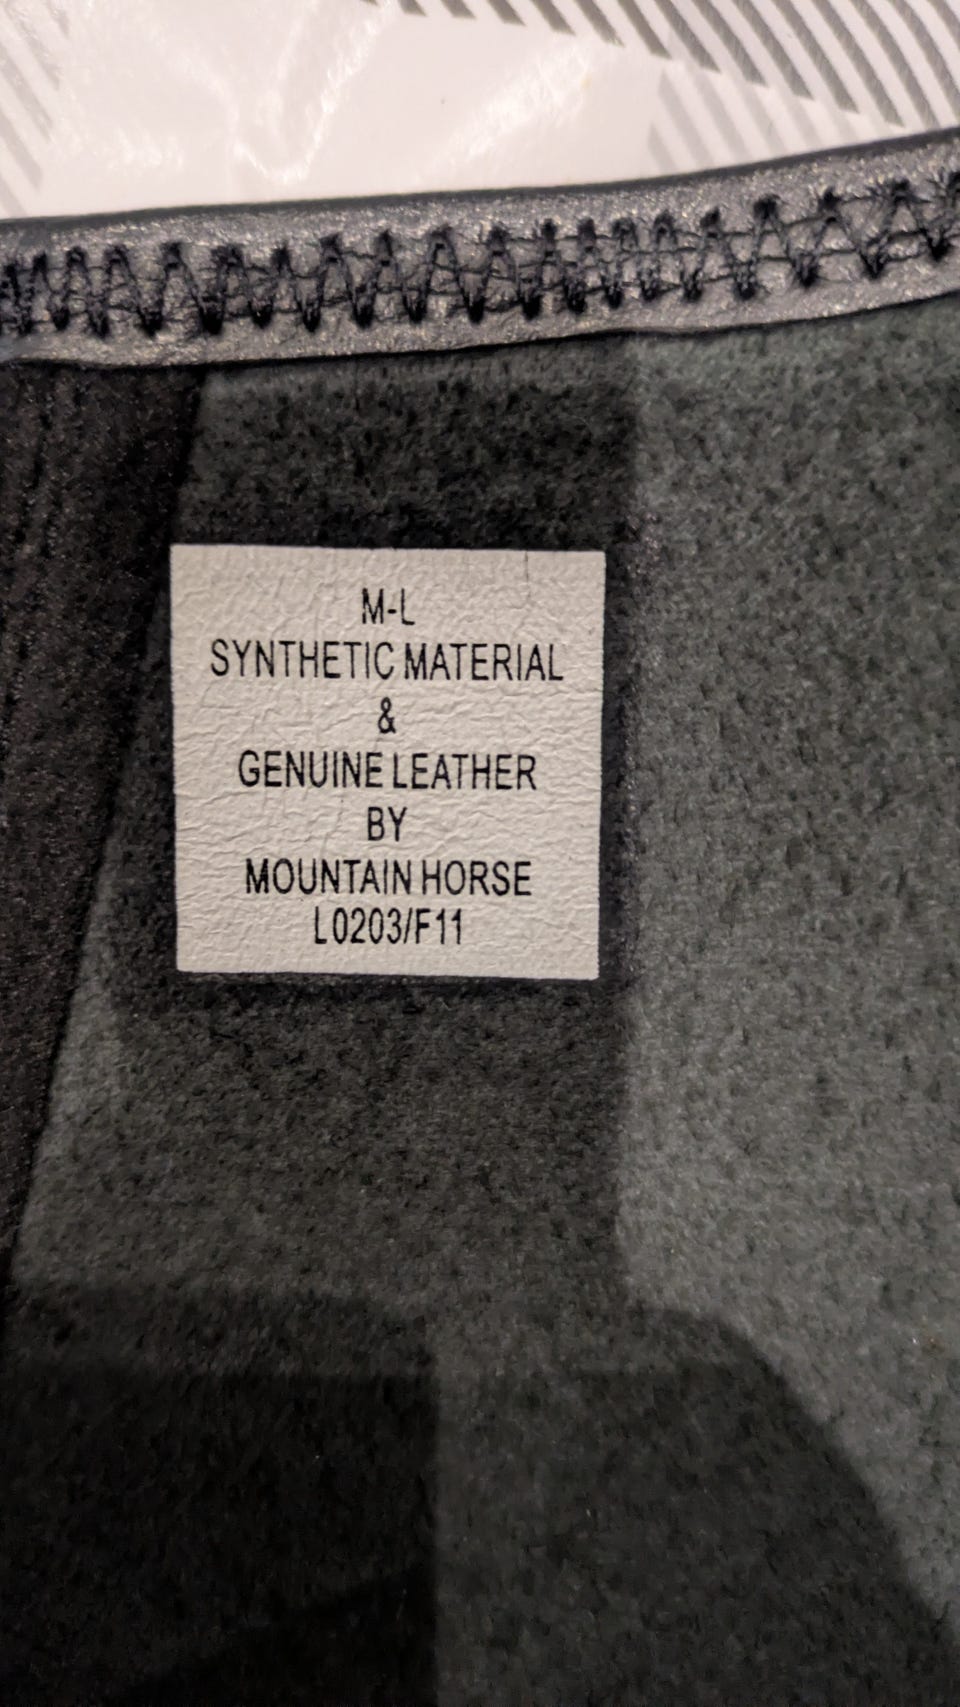 M-L
SYNTHETIC MATERIAL
&
GENUINE LEATHER
BY
MOUNTAIN HORSE
L0203/F11